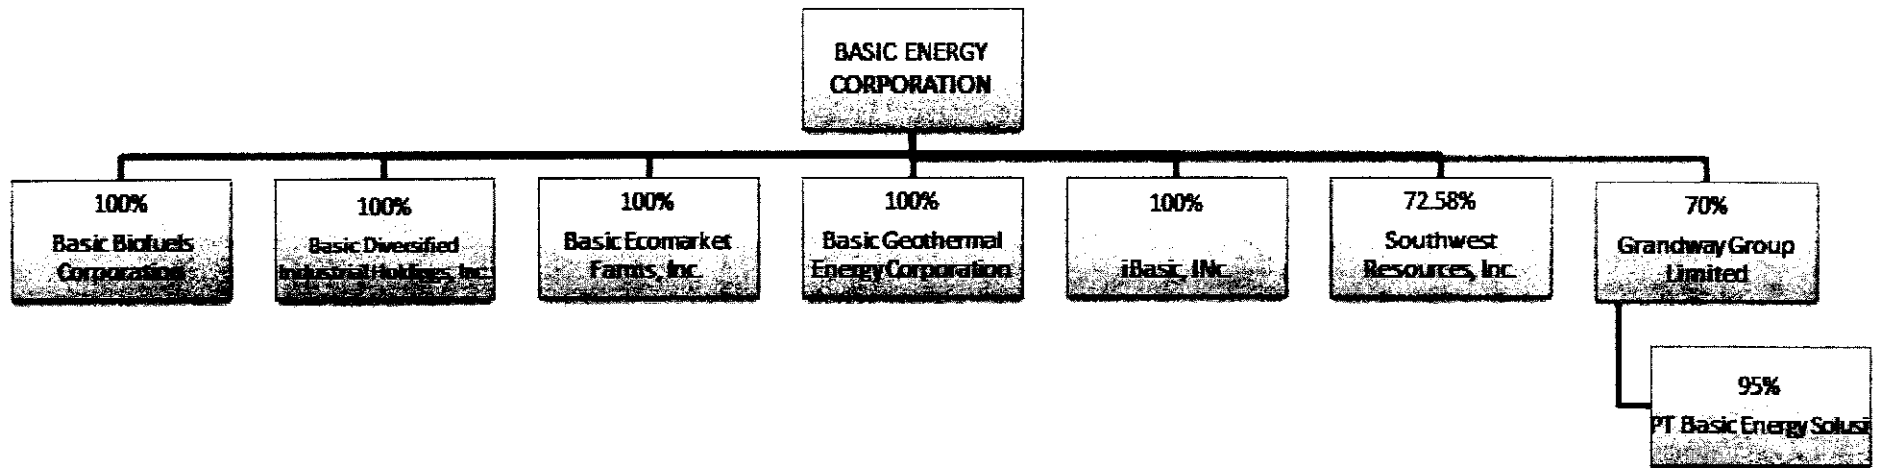 BASIC ENERGY
CORPORATION
100%
Basic Biofuels
Corporation
100%
Basic Diversified
Industrial Holdings, Inc.
100%
Basic Ecomarket
Farms, Inc.
100%
Basic Geothermal
Energy Corporation
100%
iBasic, INc
72.58%
Southwest
Resources, Inc.
70%
Grandway Group
Limited
95%
PT Basic Energy Solusi